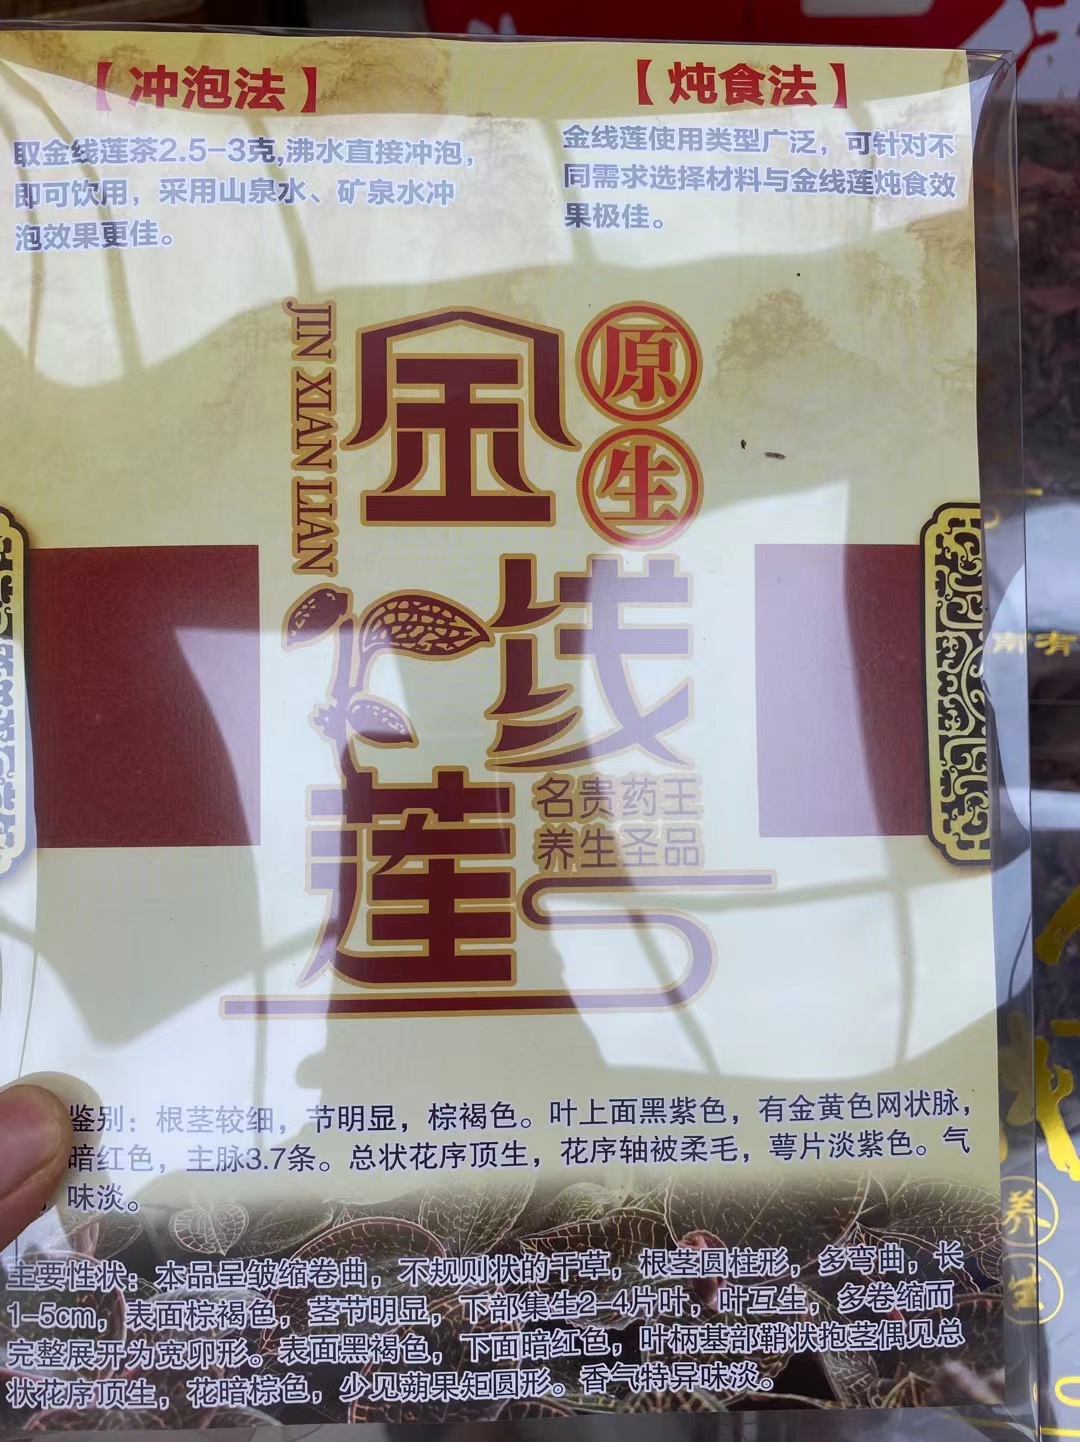 【冲泡法】
取金线莲茶2.5-3克,沸水直接冲泡，
即可饮用，采用山泉水、矿泉水冲
泡效果更佳。
【炖食法】
金线莲使用类型广泛，可针对不
同需求选择材料与金线莲炖食效
果极佳。
原生
JIN XIAN LIAN
金线莲
名贵药王
养生圣品
鉴别：根茎较细，节明显，棕褐色。叶上面黑紫色，有金黄色网状脉，
暗红色，主脉3.7条。总状花序顶生，花序轴被柔毛，萼片淡紫色。气
，味淡。
主要性状：本品呈皱缩卷曲，不规则状的干草，根茎圆柱形，多弯曲，长
1-5cm，表面棕褐色，茎节明显，下部集生2-4片叶，叶互生，多卷缩而
完整展开为宽卵形。表面黑褐色，下面暗红色，叶柄基部鞘状抱茎偶见总
状花序顶生，花暗棕色，少见蒴果矩圆形。香气特异味淡。
有
养
生